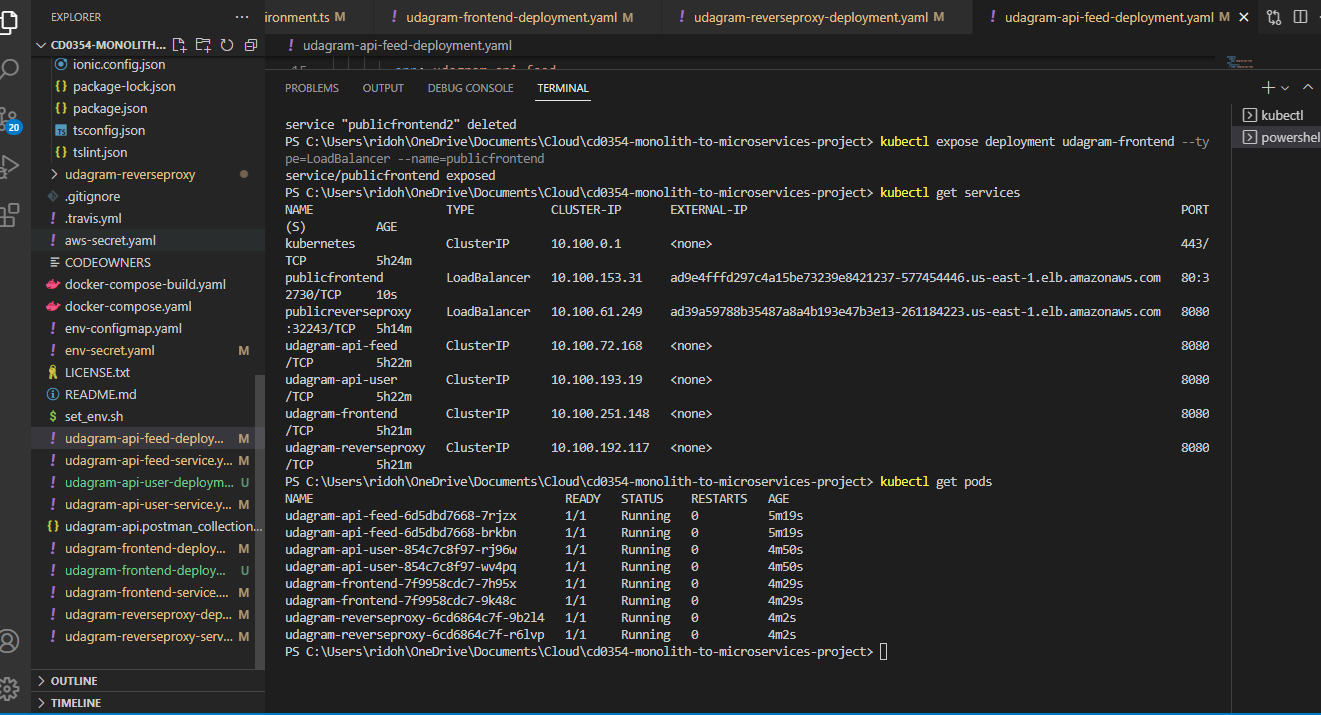 EXPLORER
ironment.ts M
udagram-frontend-deployment.yaml M
udagram-reverseproxy-deployment.yaml M
udagram-api-feed-deployment.yaml M
CD0354-MONOLITH...
udagram-api-feed-deployment.yaml
ionic.config.json
package-lock.json
package.json
tsconfig.json
tslint.json
udagram-reverseproxy
.gitignore
.travis.yml
aws-secret.yaml
CODEOWNERS
docker-compose-build.yaml
docker-compose.yaml
env-configmap.yaml
env-secret.yaml M
LICENSE.txt
README.md
set_env.sh
udagram-api-feed-deploy... M
udagram-api-feed-service.y... M
udagram-api-user-deploym... U
udagram-api-user-service.y... M
udagram-api.postman_collection...
udagram-frontend-deploy... M
udagram-frontend-deploy... U
udagram-frontend-service.... M
udagram-reverseproxy-dep... M
udagram-reverseproxy-serv... M
OUTLINE
TIMELINE
20
PROBLEMS OUTPUT DEBUG CONSOLE TERMINAL
kubectl
powershel
service "publicfrontend2" deleted
PS C:\Users\ridoh\OneDrive\Documents\Cloud\cd0354-monolith-to-microservices-project> kubectl expose deployment udagram-frontend --ty
pe=LoadBalancer --name=publicfrontend
service/publicfrontend exposed
PS C:\Users\ridoh\OneDrive\Documents\Cloud\cd0354-monolith-to-microservices-project> kubectl get services
NAME TYPE CLUSTER-IP EXTERNAL-IP PORT
(S) AGE
kubernetes ClusterIP 10.100.0.1 <none> 443/
TCP 5h24m
publicfrontend LoadBalancer 10.100.153.31 ad9e4fffd297c4a15be73239e8421237-577454446.us-east-1.elb.amazonaws.com 80:3
2730/TCP 10s
publicreverseproxy LoadBalancer 10.100.61.249 ad39a59788b35487a8a4b193e47b3e13-261184223.us-east-1.elb.amazonaws.com 8080
:32243/TCP 5h14m
udagram-api-feed ClusterIP 10.100.72.168 <none> 8080
/TCP 5h22m
udagram-api-user ClusterIP 10.100.193.19 <none> 8080
/TCP 5h22m
udagram-frontend ClusterIP 10.100.251.148 <none> 8080
/TCP 5h21m
udagram-reverseproxy ClusterIP 10.100.192.117 <none> 8080
/TCP 5h21m
PS C:\Users\ridoh\OneDrive\Documents\Cloud\cd0354-monolith-to-microservices-project> kubectl get pods
NAME READY STATUS RESTARTS AGE
udagram-api-feed-6d5dbd7668-7rjzx 1/1 Running 0 5m19s
udagram-api-feed-6d5dbd7668-brkbn 1/1 Running 0 5m19s
udagram-api-user-854c7c8f97-rj96w 1/1 Running 0 4m50s
udagram-api-user-854c7c8f97-wv4pq 1/1 Running 0 4m50s
udagram-frontend-7f9958cdc7-7h95x 1/1 Running 0 4m29s
udagram-frontend-7f9958cdc7-9k48c 1/1 Running 0 4m29s
udagram-reverseproxy-6cd6864c7f-9b2l4 1/1 Running 0 4m2s
udagram-reverseproxy-6cd6864c7f-r6lvp 1/1 Running 0 4m2s
PS C:\Users\ridoh\OneDrive\Documents\Cloud\cd0354-monolith-to-microservices-project>